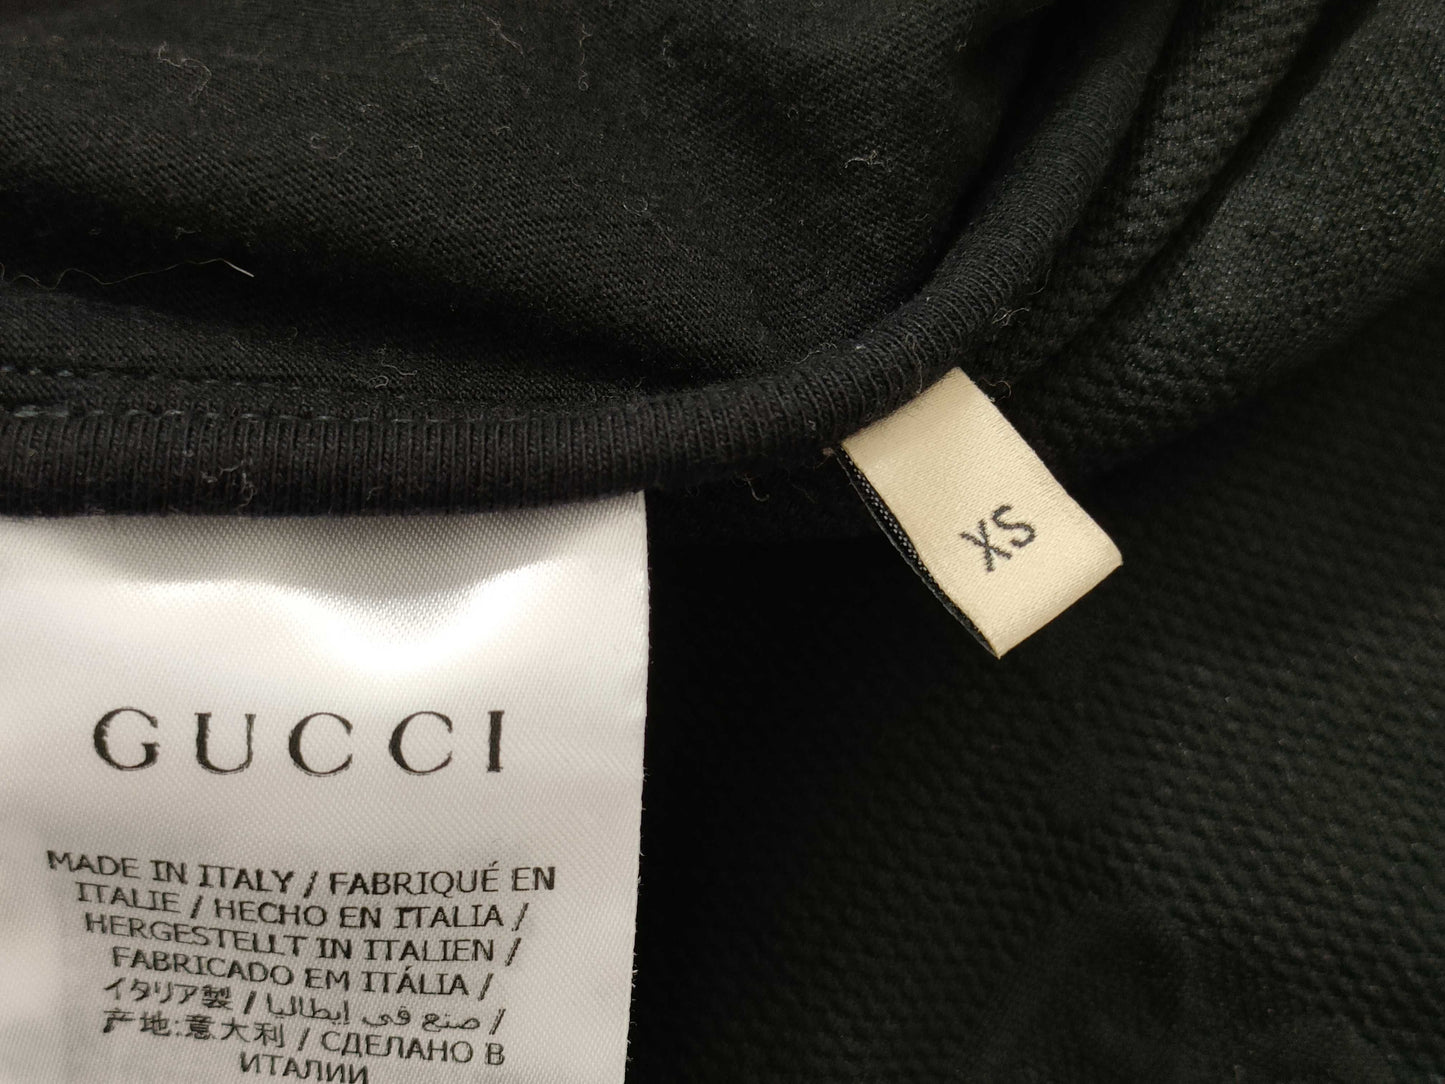 XS
GUCCI
MADE IN ITALY / FABRIQUÉ EN
ITALIE / HECHO EN ITALIA /
HERGESTELLT IN ITALIEN /
FABRICADO EM ITÁLIA /
イタリア製 / صنع في إيطاليا /
产地:意大利 / СДЕЛАНО В
ИТАЛИИ